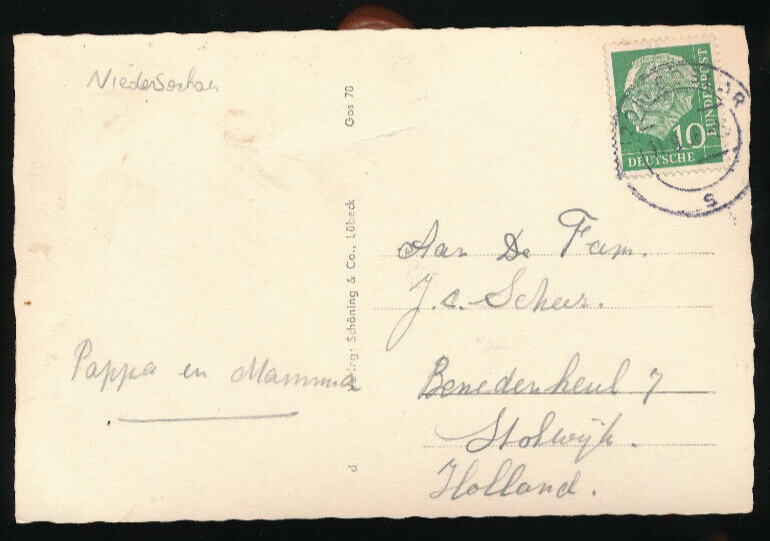 Gos 70
Verlag: Schöning & Co., Lübeck
d
Pappa en Mamma
BUNDESPOST
10
DEUTSCHE
S
Aan De Fam.
J. C. Scheer.
Benedenheul 7
Stolwijk.
Holland.